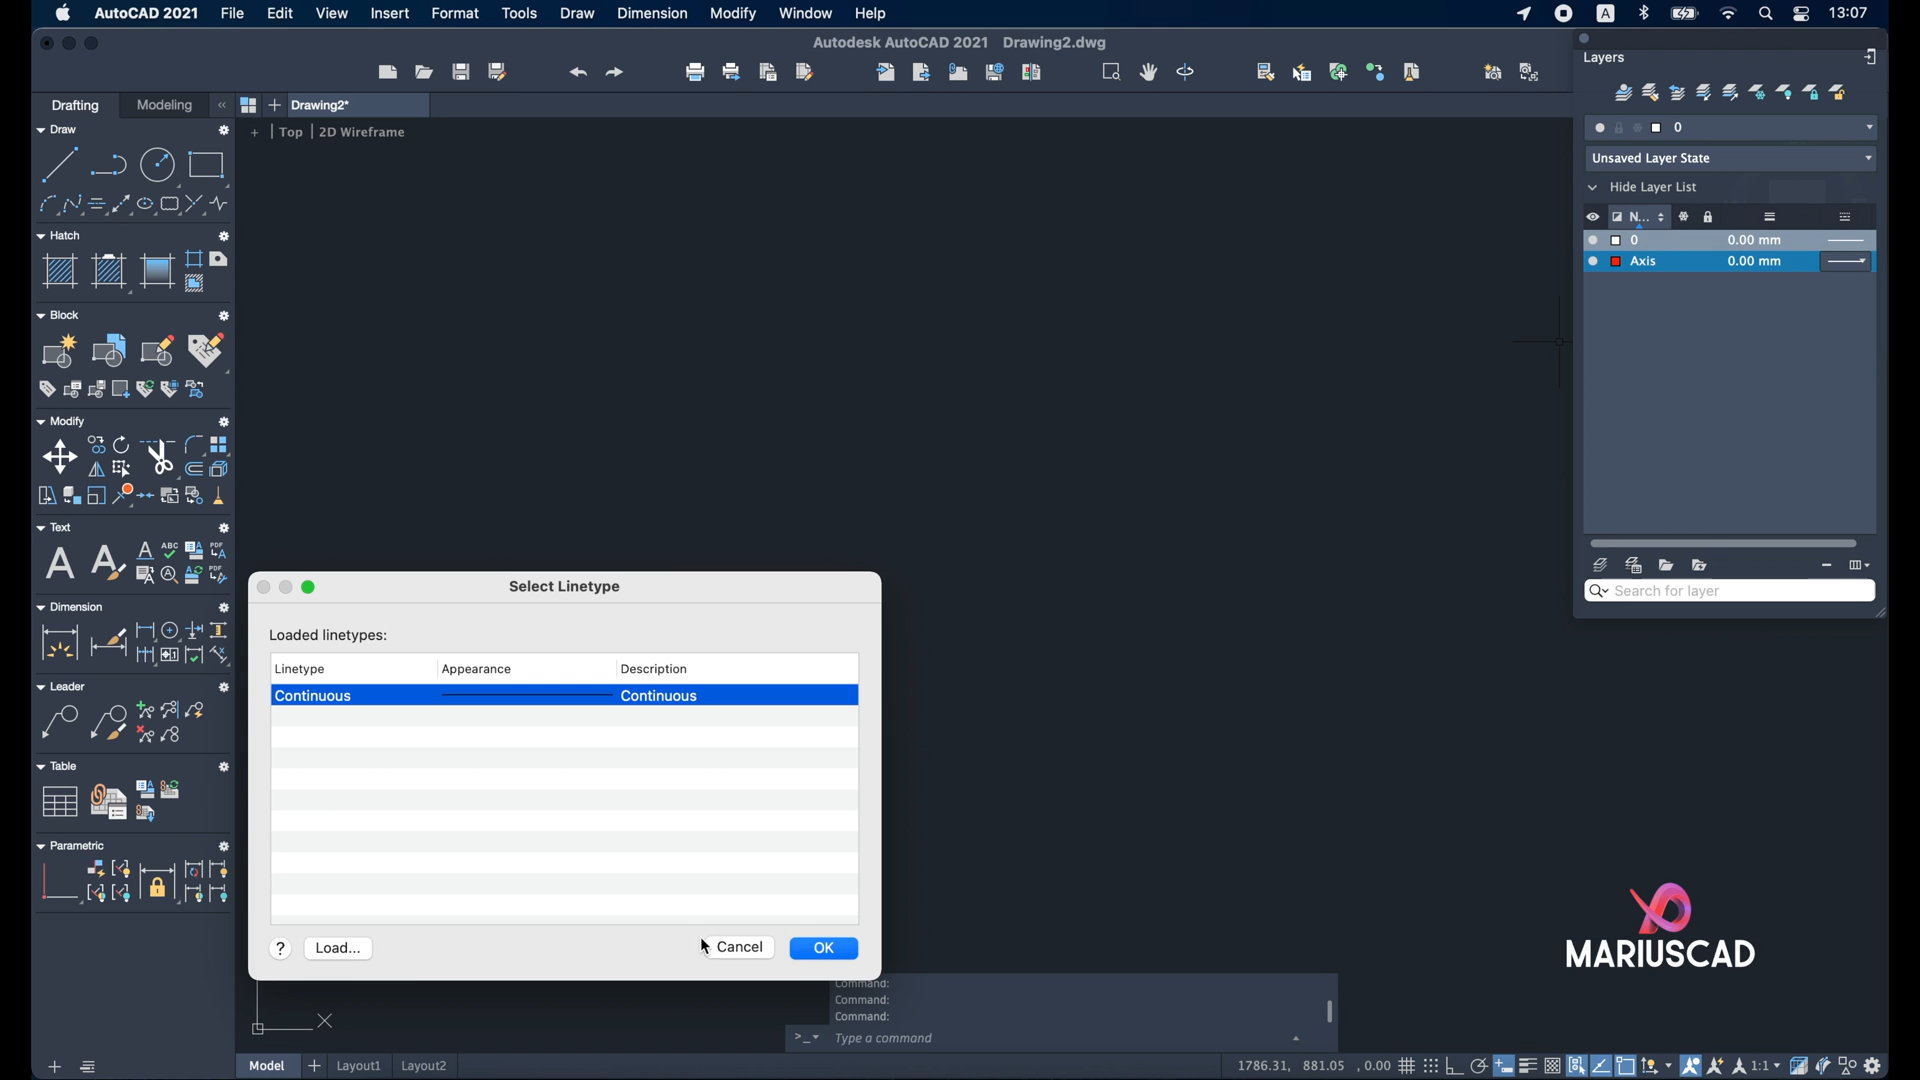 AutoCAD 2021 File Edit View Insert Format Tools Draw Dimension Modify Window Help
A 13:07
Autodesk AutoCAD 2021 Drawing2.dwg
Layers
Drafting Modeling « Drawing2*
+ | Top | 2D Wireframe
0
Unsaved Layer State
Hide Layer List
N...
0 0.00 mm
Axis 0.00 mm
Search for layer
Draw
Hatch
Block
Modify
Text
ABC
PDF
Dimension
Leader
Table
Parametric
Select Linetype
Loaded linetypes:
Linetype Appearance Description
Continuous Continuous
? Load... Cancel OK
MARIUSCAD
Command:
Command:
Command:
>_ Type a command
Model + Layout1 Layout2
1786.31, 881.05 , 0.00 1:1